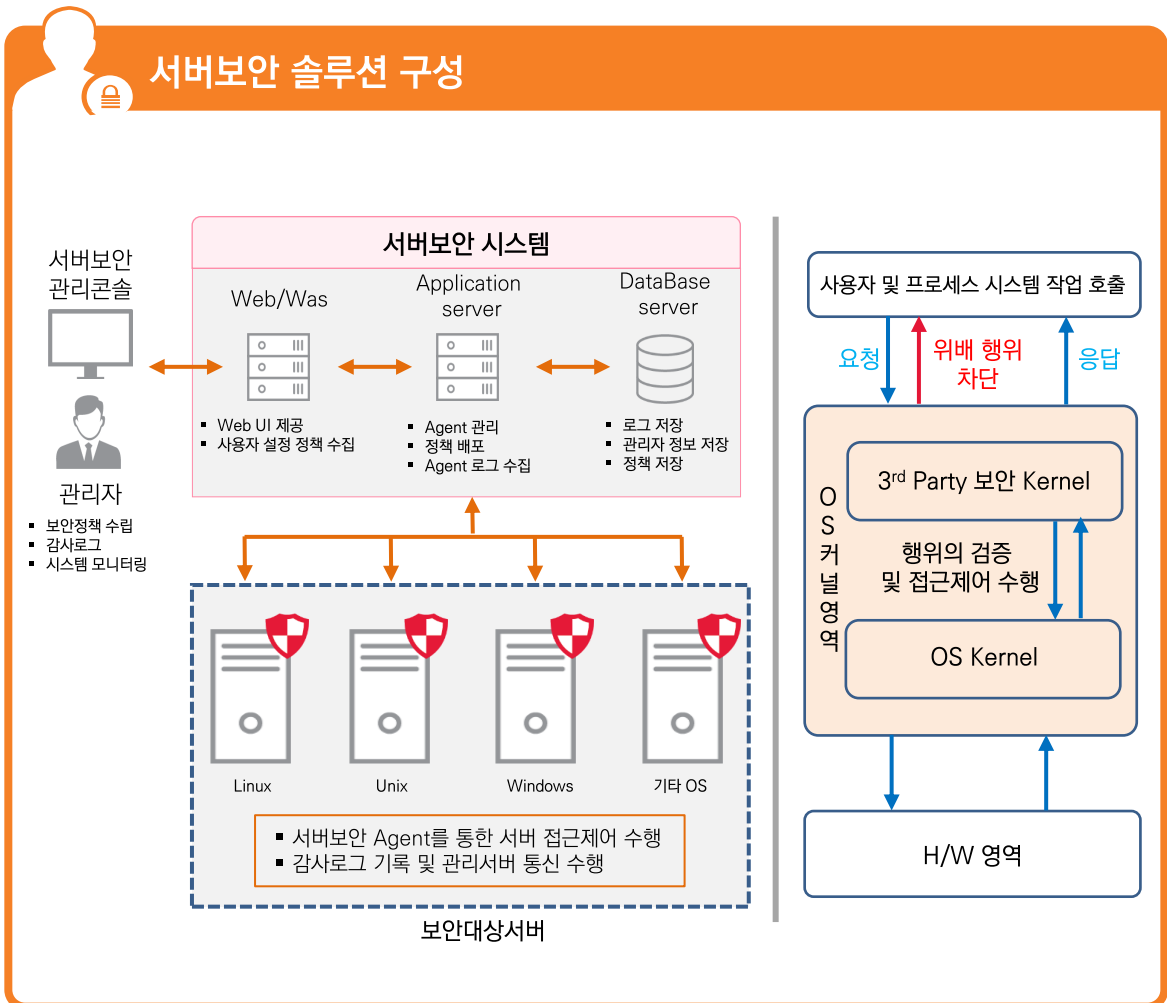 서버보안 솔루션 구성
서버보안
관리콘솔
관리자
▪ 보안정책 수립
▪ 감사로그
▪ 시스템 모니터링
서버보안 시스템
Web/Was
▪ Web UI 제공
▪ 사용자 설정 정책 수집
Application
server
▪ Agent 관리
▪ 정책 배포
▪ Agent 로그 수집
DataBase
server
▪ 로그 저장
▪ 관리자 정보 저장
▪ 정책 저장
Linux
Unix
Windows
기타 OS
▪ 서버보안 Agent를 통한 서버 접근제어 수행
▪ 감사로그 기록 및 관리서버 통신 수행
보안대상서버
사용자 및 프로세스 시스템 작업 호출
요청
위배 행위
차단
응답
OS커널영역
3rd Party 보안 Kernel
행위의 검증
및 접근제어 수행
OS Kernel
H/W 영역